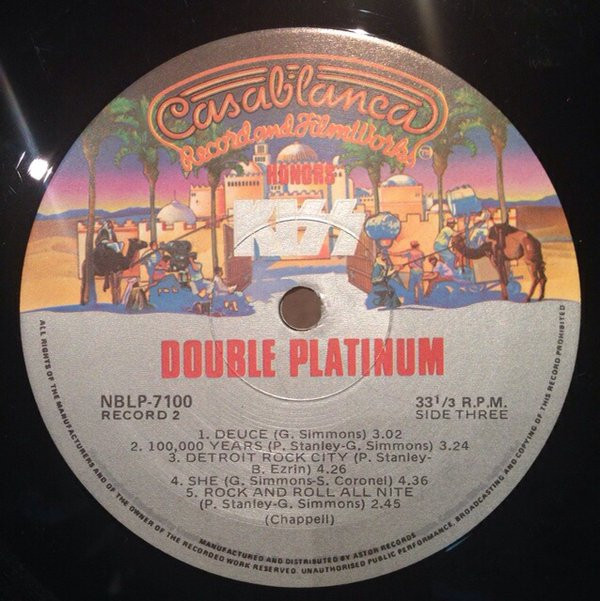 Casablanca
Record and FilmWorks
HONORS
KISS
DOUBLE PLATINUM
NBLP-7100
RECORD 2
33 1/3 R.P.M.
SIDE THREE
1. DEUCE (G. Simmons) 3.02
2. 100,000 YEARS (P. Stanley-G. Simmons) 3.24
3. DETROIT ROCK CITY (P. Stanley-
B. Ezrin) 4.26
4. SHE (G. Simmons-S. Coronel) 4.36
5. ROCK AND ROLL ALL NITE
(P. Stanley-G. Simmons) 2.45
(Chappell)
MANUFACTURED AND DISTRIBUTED BY ASTOR RECORDS
ALL RIGHTS OF THE MANUFACTURERS AND OF THE OWNER OF THE RECORDED WORK RESERVED. UNAUTHORISED PUBLIC PERFORMANCE, BROADCASTING AND COPYING OF THIS RECORD PROHIBITED